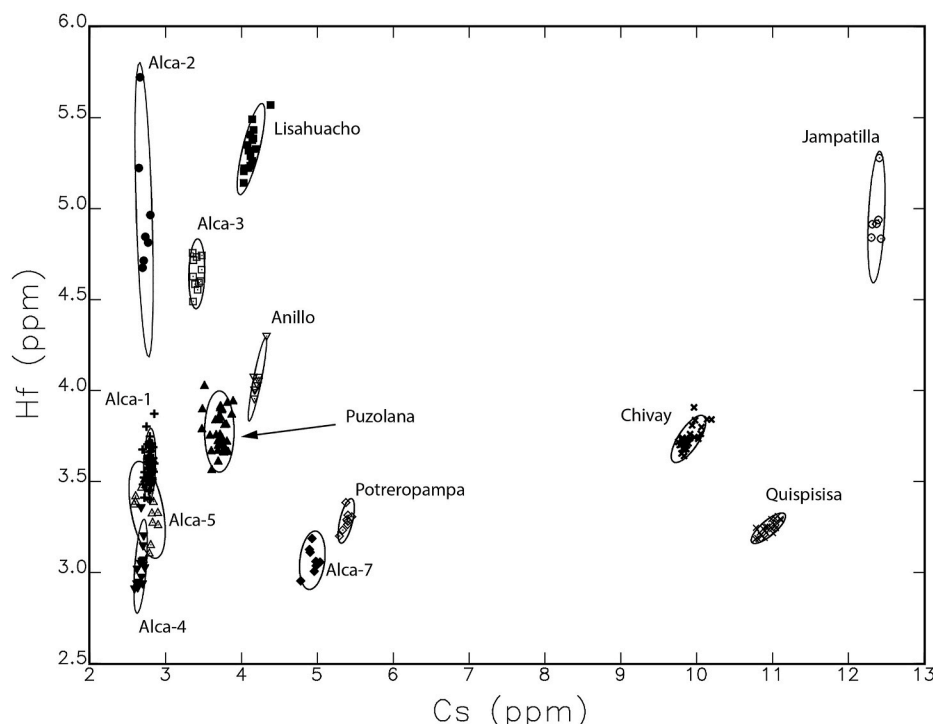 6.0
Alca-2
5.5
Lisahuacho
Jampatilla
5.0
Alca-3
4.5
Anillo
Hf (ppm)
4.0
Alca-1
Puzolana
Chivay
3.5
Potreropampa
Quispisisa
Alca-5
3.0
Alca-7
Alca-4
2.5
2 3 4 5 6 7 8 9 10 11 12 13
Cs (ppm)